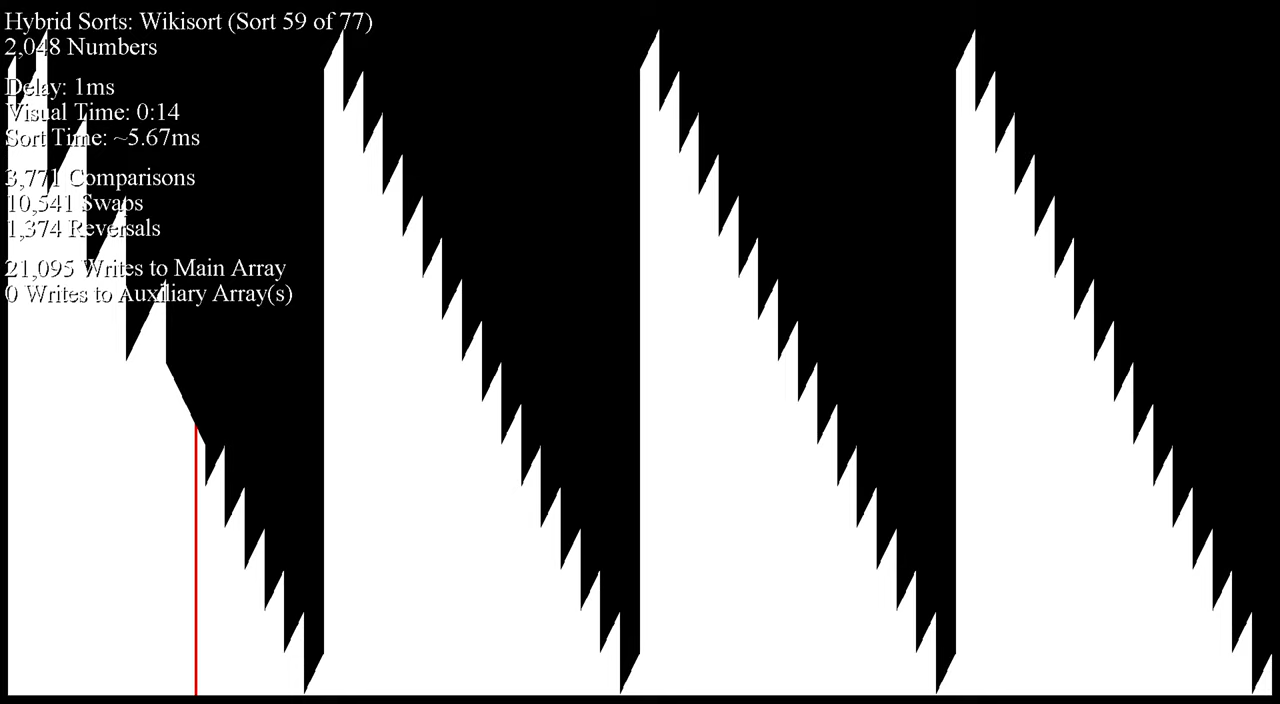 Hybrid Sorts: Wikisort (Sort 59 of 77)
2,048 Numbers
Delay: 1ms
Visual Time: 0:14
Sort Time: ~5.67ms
3,771 Comparisons
10,541 Swaps
1,374 Reversals
21,095 Writes to Main Array
0 Writes to Auxiliary Array(s)